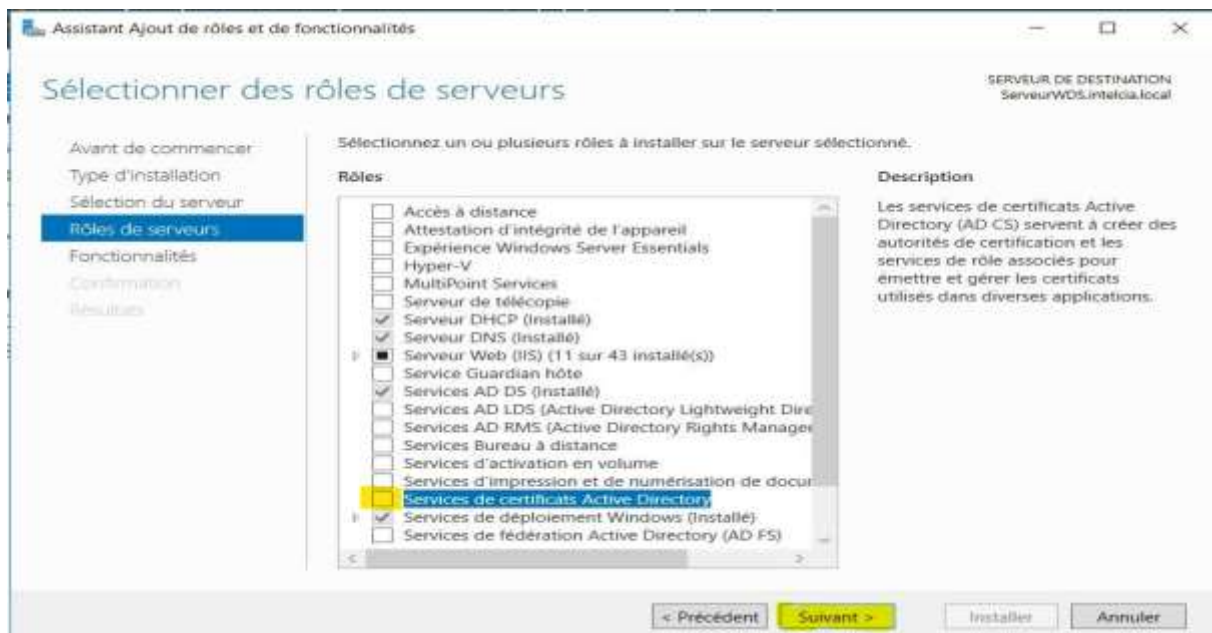 Assistant Ajout de rôles et de fonctionnalités
Sélectionner des rôles de serveurs
SERVEUR DE DESTINATION
ServeurWDS.intelcia.local
Avant de commencer
Type d'installation
Sélection du serveur
Rôles de serveurs
Fonctionnalités
Confirmation
Résultats
Sélectionnez un ou plusieurs rôles à installer sur le serveur sélectionné.
Rôles
Accès à distance
Attestation d'intégrité de l'appareil
Expérience Windows Server Essentials
Hyper-V
MultiPoint Services
Serveur de télécopie
Serveur DHCP (Installé)
Serveur DNS (Installé)
Serveur Web (IIS) (11 sur 43 installé(s))
Service Guardian hôte
Services AD DS (Installé)
Services AD LDS (Active Directory Lightweight Dire
Services AD RMS (Active Directory Rights Manager
Services Bureau à distance
Services d'activation en volume
Services d'impression et de numérisation de docur
Services de certificats Active Directory
Services de déploiement Windows (Installé)
Services de fédération Active Directory (AD FS)
Description
Les services de certificats Active
Directory (AD CS) servent à créer des
autorités de certification et les
services de rôle associés pour
émettre et gérer les certificats
utilisés dans diverses applications.
< Précédent
Suivant >
Installer
Annuler